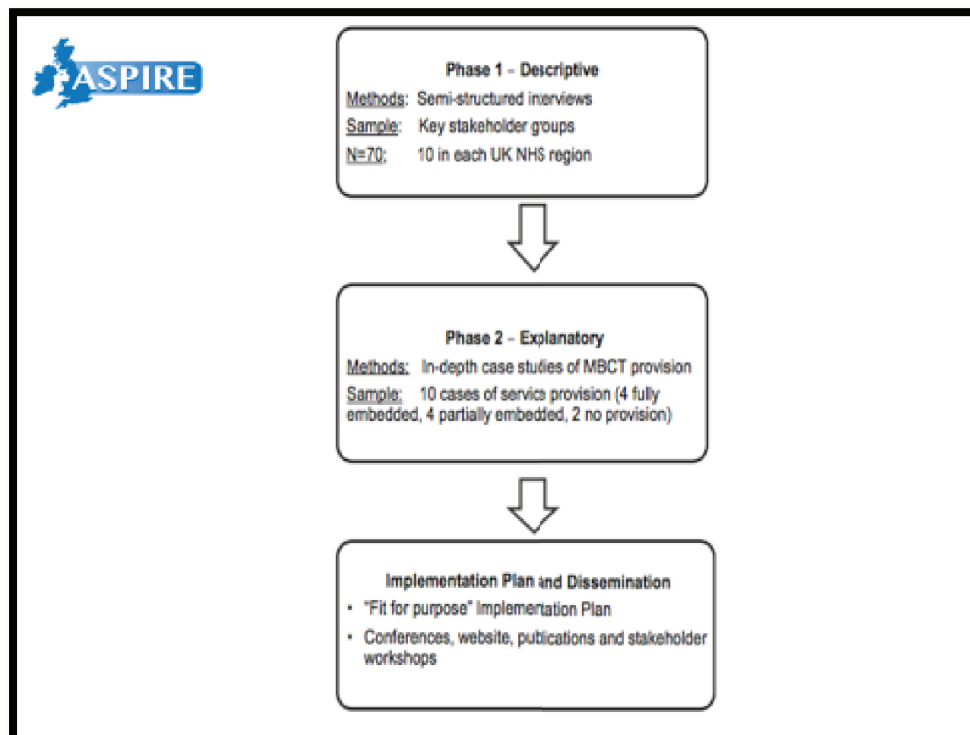 ASPIRE
Phase 1 – Descriptive
Methods: Semi-structured interviews
Sample: Key stakeholder groups
N=70: 10 in each UK NHS region
Phase 2 – Explanatory
Methods: In-depth case studies of MBCT provision
Sample: 10 cases of service provision (4 fully
embedded, 4 partially embedded, 2 no provision)
Implementation Plan and Dissemination
• "Fit for purpose" Implementation Plan
• Conferences, website, publications and stakeholder
workshops